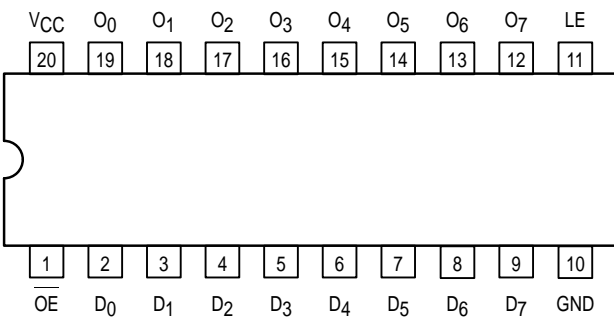 VCC O0 O1 O2 O3 O4 O5 O6 O7 LE
20 19 18 17 16 15 14 13 12 11
1 2 3 4 5 6 7 8 9 10
O̅E̅ D0 D1 D2 D3 D4 D5 D6 D7 GND